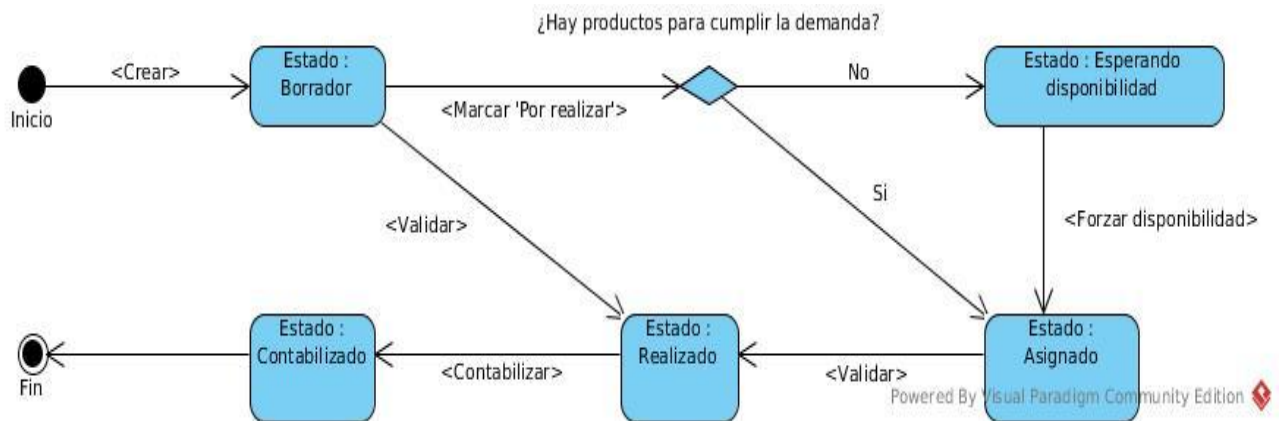 ¿Hay productos para cumplir la demanda?
<Crear>
Estado :
Borrador
No
Estado : Esperando
disponibilidad
Inicio
<Marcar 'Por realizar'>
Si
<Validar>
<Forzar disponibilidad>
Estado :
Contabilizado
Estado :
Realizado
Estado :
Asignado
Fin
<Contabilizar>
<Validar>
Powered By Visual Paradigm Community Edition